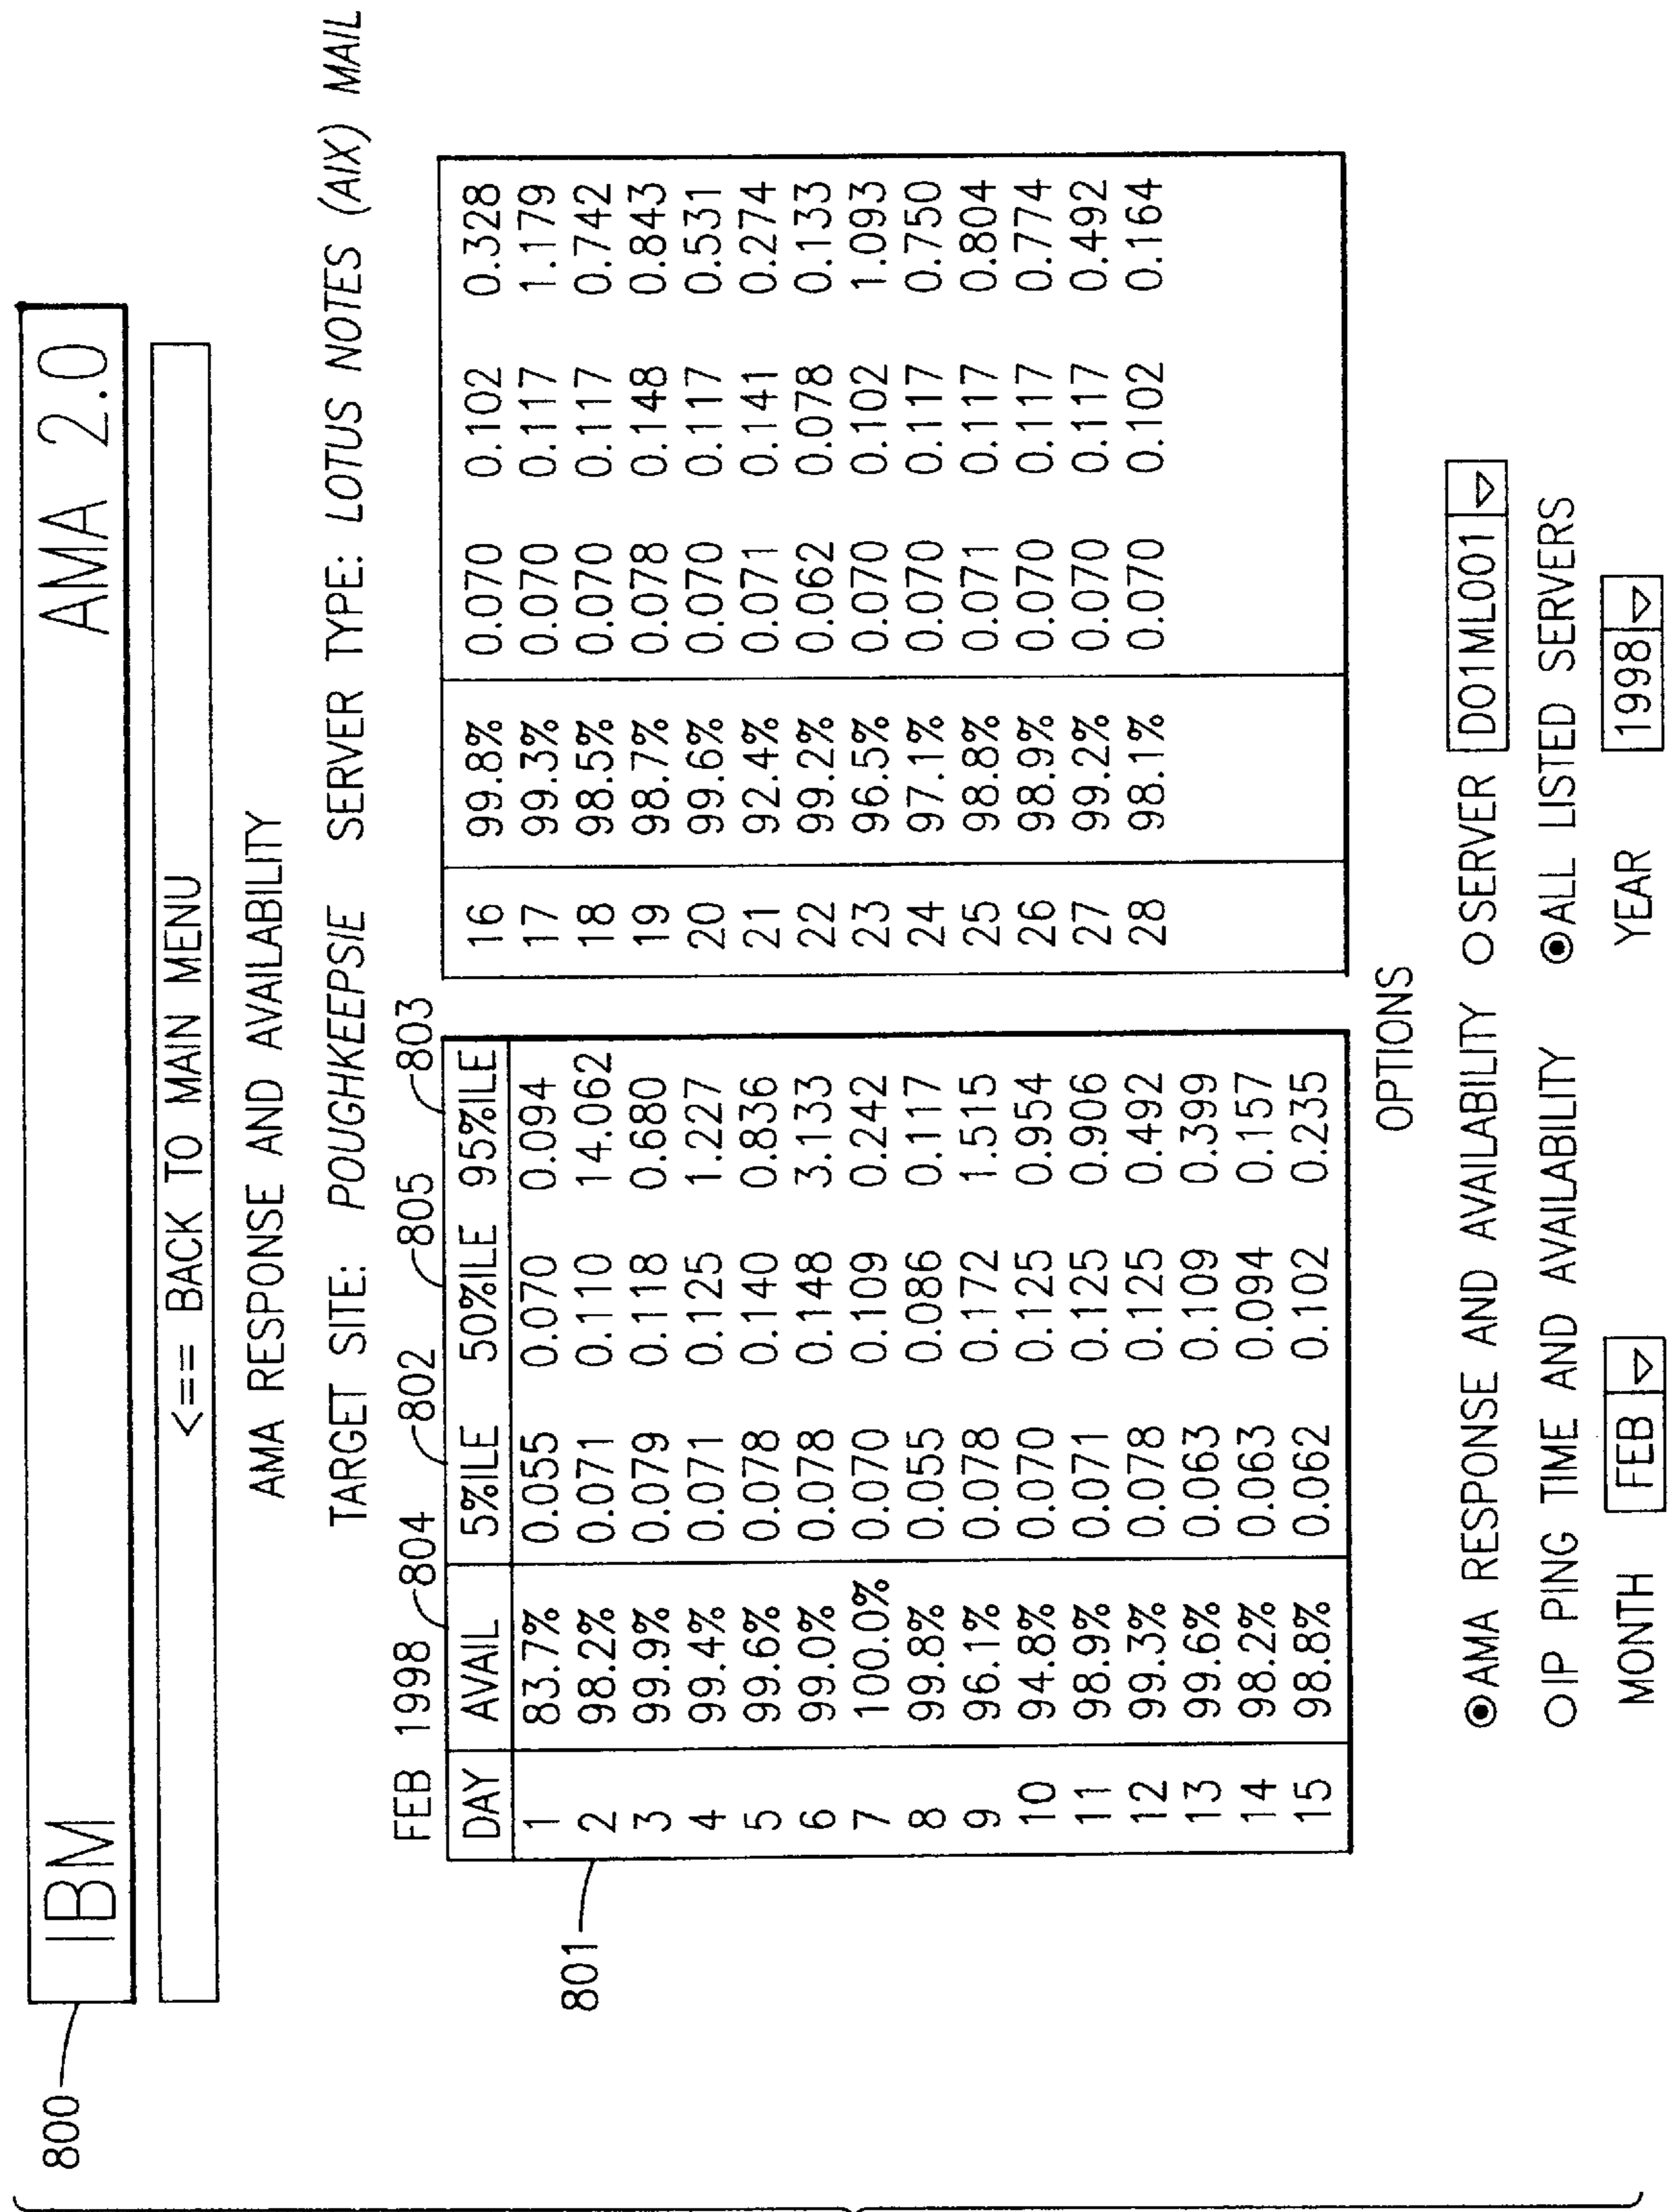 800
IBM AMA 2.0
<== BACK TO MAIN MENU
AMA RESPONSE AND AVAILABILITY
TARGET SITE: POUGHKEEPSIE SERVER TYPE: LOTUS NOTES (AIX) MAIL
FEB 1998 804 802 805 803
801
DAY AVAIL 5%ILE 50%ILE 95%ILE
1 83.7% 0.055 0.070 0.094
2 98.2% 0.071 0.110 14.062
3 99.9% 0.079 0.118 0.680
4 99.4% 0.071 0.125 1.227
5 99.6% 0.078 0.140 0.836
6 99.0% 0.078 0.148 3.133
7 100.0% 0.070 0.109 0.242
8 99.8% 0.055 0.086 0.117
9 96.1% 0.078 0.172 1.515
10 94.8% 0.070 0.125 0.954
11 98.9% 0.071 0.125 0.906
12 99.3% 0.078 0.125 0.492
13 99.6% 0.063 0.109 0.399
14 98.2% 0.063 0.094 0.157
15 98.8% 0.062 0.102 0.235
16 99.8% 0.070 0.102 0.328
17 99.3% 0.070 0.117 1.179
18 98.5% 0.070 0.117 0.742
19 98.7% 0.078 0.148 0.843
20 99.6% 0.070 0.117 0.531
21 92.4% 0.071 0.141 0.274
22 99.2% 0.062 0.078 0.133
23 96.5% 0.070 0.102 1.093
24 97.1% 0.070 0.117 0.750
25 98.8% 0.071 0.117 0.804
26 98.9% 0.070 0.117 0.774
27 99.2% 0.070 0.117 0.492
28 98.1% 0.070 0.102 0.164
OPTIONS
AMA RESPONSE AND AVAILABILITY SERVER D01ML001
IP PING TIME AND AVAILABILITY ALL LISTED SERVERS
MONTH FEB YEAR 1998